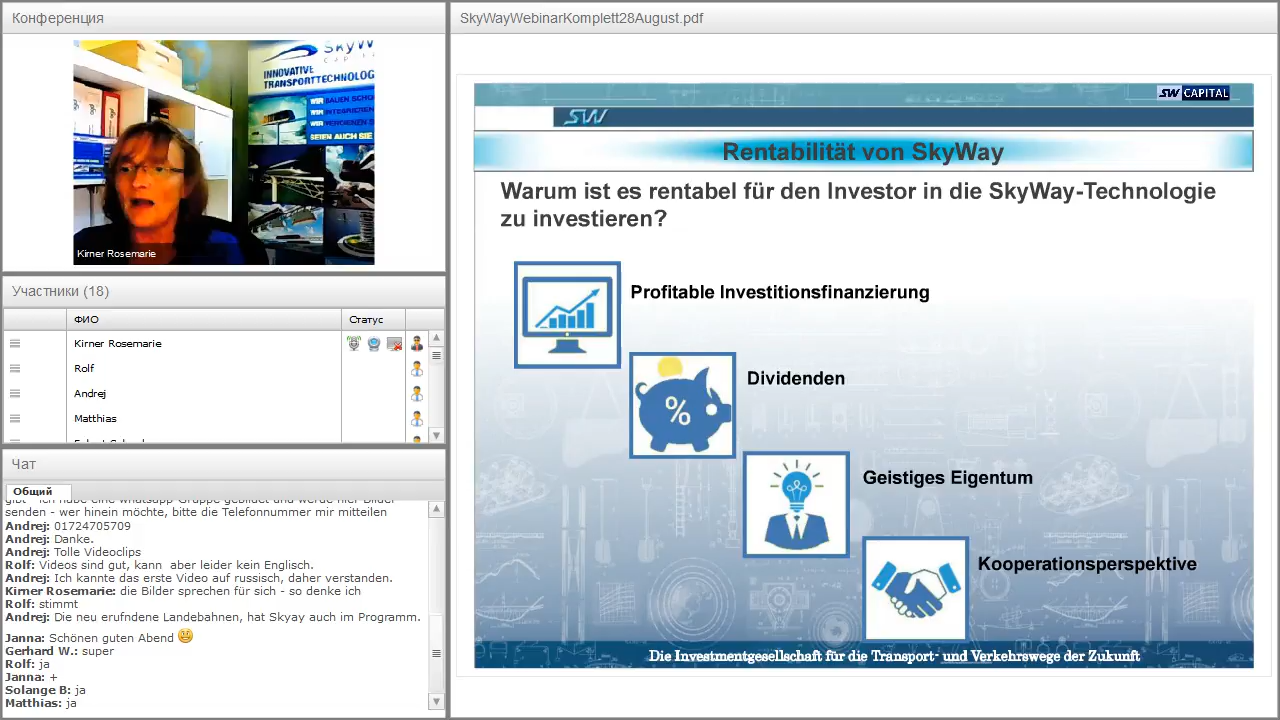 Конференция
SkyWayWebinarKomplett28August.pdf
INNOVATIVE
TRANSPORTTECHNOLOG
SEIEN AUCH SIE
Kirner Rosemarie
Участники (18)
ФИО
Статус
Kirner Rosemarie
Rolf
Andrej
Matthias
Чат
Общий
senden - wer hinein möchte, bitte die Telefonnummer mir mitteilen
Andrej: 01724705709
Andrej: Danke.
Andrej: Tolle Videoclips
Rolf: Videos sind gut, kann aber leider kein Englisch.
Andrej: Ich kannte das erste Video auf russisch, daher verstanden.
Kirner Rosemarie: die Bilder sprechen für sich - so denke ich
Rolf: stimmt
Andrej: Die neu erufndene Landebahnen, hat Skyay auch im Programm.
Janna: Schönen guten Abend
Gerhard W.: super
Rolf: ja
Janna: +
Solange B: ja
Matthias: ja
SW CAPITAL
SW
Rentabilität von SkyWay
Warum ist es rentabel für den Investor in die SkyWay-Technologie
zu investieren?
Profitable Investitionsfinanzierung
Dividenden
%
Geistiges Eigentum
Kooperationsperspektive
Die Investmentgesellschaft für die Transport- und Verkehrswege der Zukunft